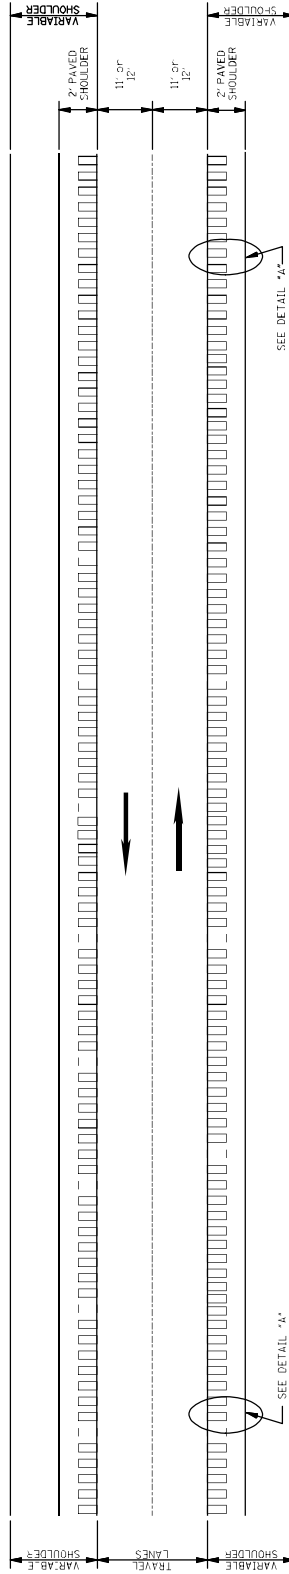 VARIABLE
SHOULDER
VARIABLE
SHOULDER
2' PAVED
SHOULDER
11' or
12'
11' or
12'
2' PAVED
SHOULDER
SEE DETAIL "A"
SEE DETAIL "A"
VARIABLE
SHOULDER
TRAVEL
LANES
VARIABLE
SHOULDER